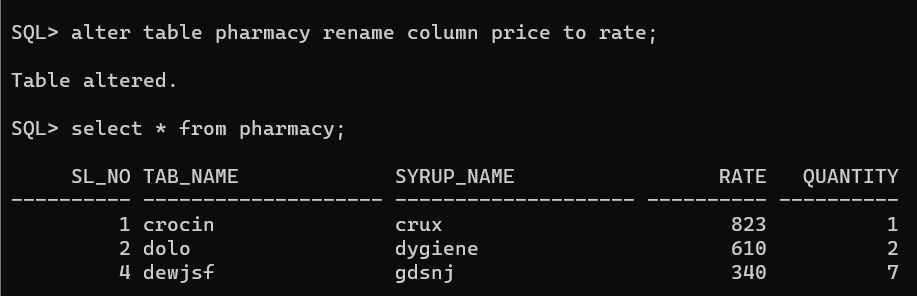 SQL> alter table pharmacy rename column price to rate;
Table altered.
SQL> select * from pharmacy;
     SL_NO TAB_NAME             SYRUP_NAME                 RATE   QUANTITY
---------- -------------------- -------------------- ---------- ----------
         1 crocin               crux                        823          1
         2 dolo                 dygiene                     610          2
         4 dewjsf               gdsnj                       340          7